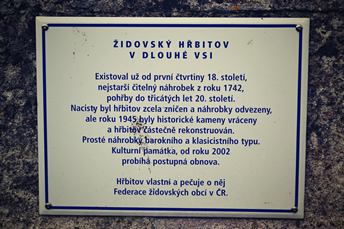 ŽIDOVSKÝ HŘBITOV
V DLOUHÉ VSI
Existoval už od první čtvrtiny 18. století,
nejstarší čitelný náhrobek z roku 1742,
pohřby do třicátých let 20. století.
Nacisty byl hřbitov zcela zničen a náhrobky odvezeny,
ale roku 1945 byly historické kameny vráceny
a hřbitov částečně rekonstruován.
Prosté náhrobky barokního a klasicistního typu.
Kulturní památka, od roku 2002
probíhá postupná obnova.
Hřbitov vlastní a pečuje o něj
Federace židovských obcí v ČR.